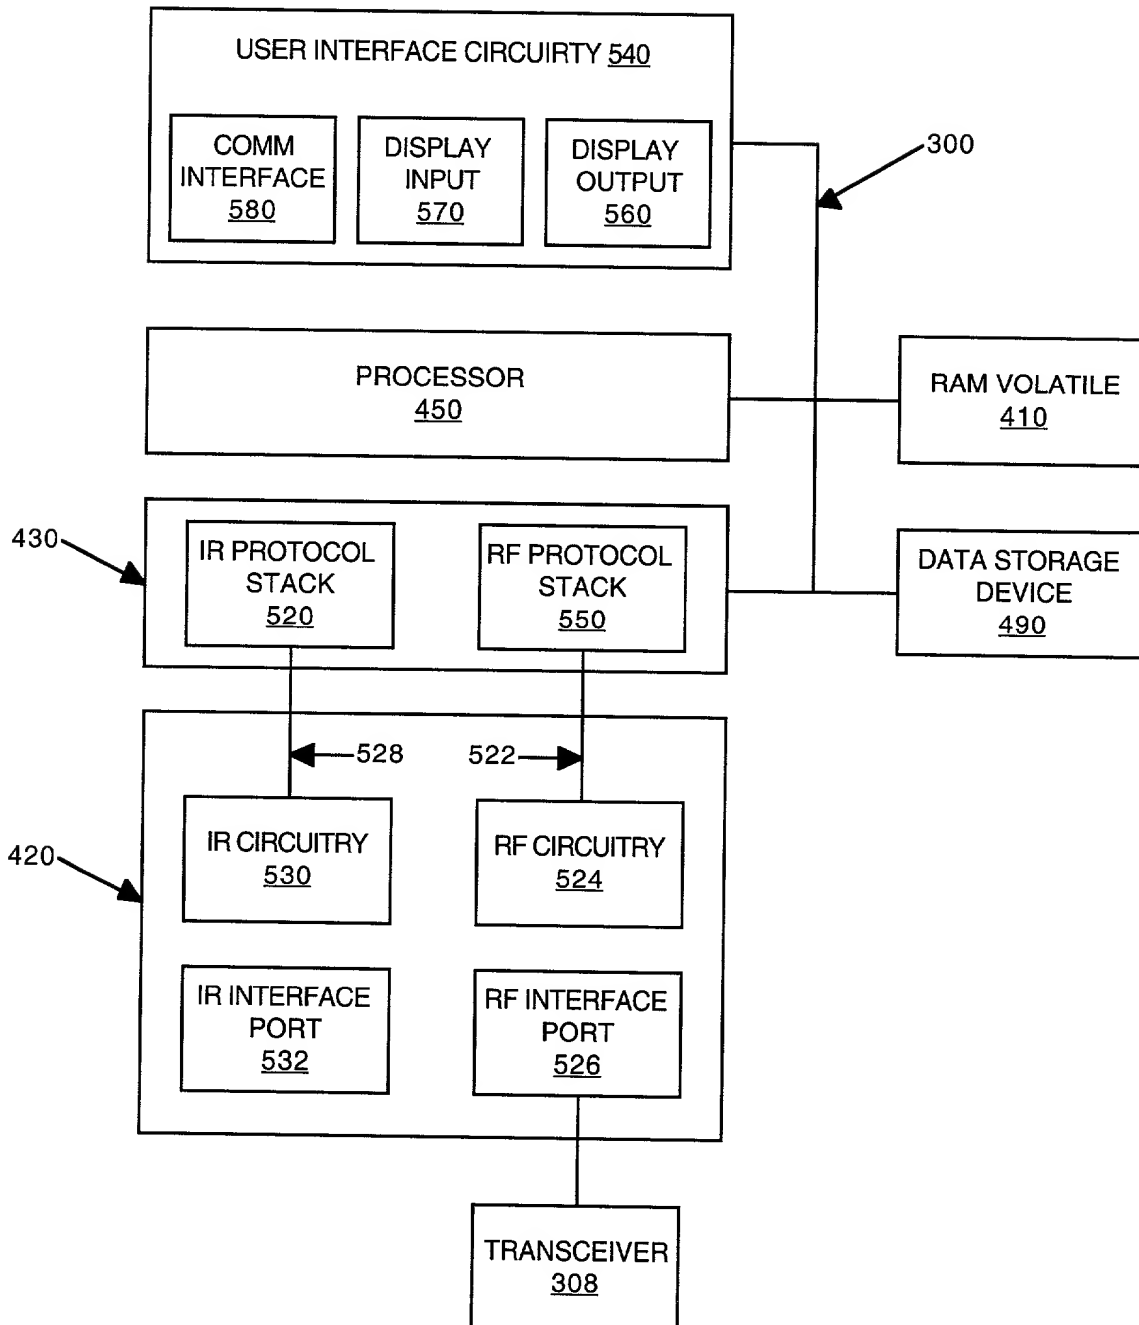 USER INTERFACE CIRCUIRTY 540
COMM
INTERFACE
580
DISPLAY
INPUT
570
DISPLAY
OUTPUT
560
300
PROCESSOR
450
RAM VOLATILE
410
430
IR PROTOCOL
STACK
520
RF PROTOCOL
STACK
550
DATA STORAGE
DEVICE
490
528
522
420
IR CIRCUITRY
530
RF CIRCUITRY
524
IR INTERFACE
PORT
532
RF INTERFACE
PORT
526
TRANSCEIVER
308